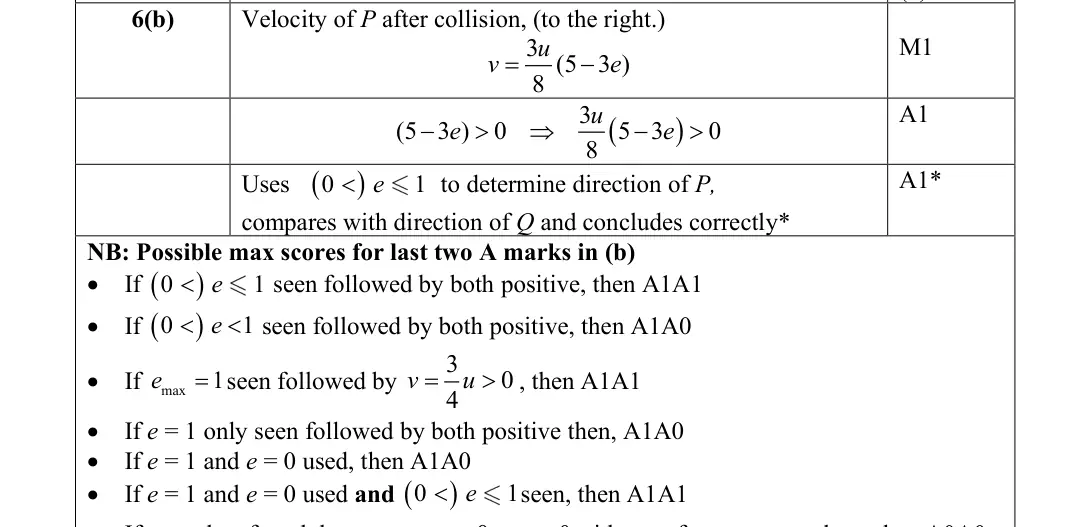 6(b) Velocity of P after collision, (to the right.)
v = 3u/8 (5 − 3e) M1
(5 − 3e) > 0 ⇒ 3u/8 (5 − 3e) > 0 A1
Uses (0 <) e ⩽ 1 to determine direction of P, A1*
compares with direction of Q and concludes correctly*
NB: Possible max scores for last two A marks in (b)
• If (0 <) e ⩽ 1 seen followed by both positive, then A1A1
• If (0 <) e <1 seen followed by both positive, then A1A0
• If e_max = 1 seen followed by v = 3/4 u > 0 , then A1A1
• If e = 1 only seen followed by both positive then, A1A0
• If e = 1 and e = 0 used, then A1A0
• If e = 1 and e = 0 used and (0 <) e ⩽ 1 seen, then A1A1